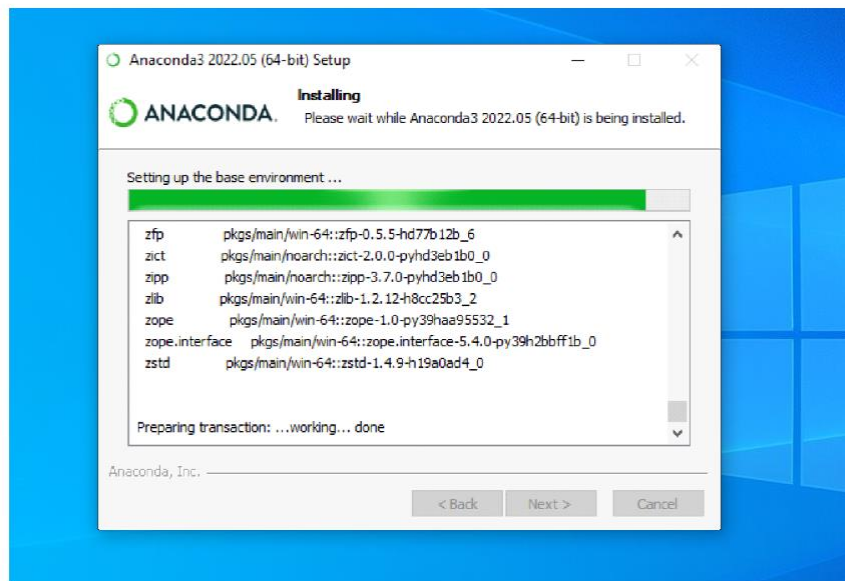 Anaconda3 2022.05 (64-bit) Setup
ANACONDA.
Installing
Please wait while Anaconda3 2022.05 (64-bit) is being installed.
Setting up the base environment ...
zfp pkgs/main/win-64::zfp-0.5.5-hd77b12b_6
zict pkgs/main/noarch::zict-2.0.0-pyhd3eb1b0_0
zipp pkgs/main/noarch::zipp-3.7.0-pyhd3eb1b0_0
zlib pkgs/main/win-64::zlib-1.2.12-h8cc25b3_2
zope pkgs/main/win-64::zope-1.0-py39haa95532_1
zope.interface pkgs/main/win-64::zope.interface-5.4.0-py39h2bbff1b_0
zstd pkgs/main/win-64::zstd-1.4.9-h19a0ad4_0
Preparing transaction: ...working... done
Anaconda, Inc.
< Back Next > Cancel